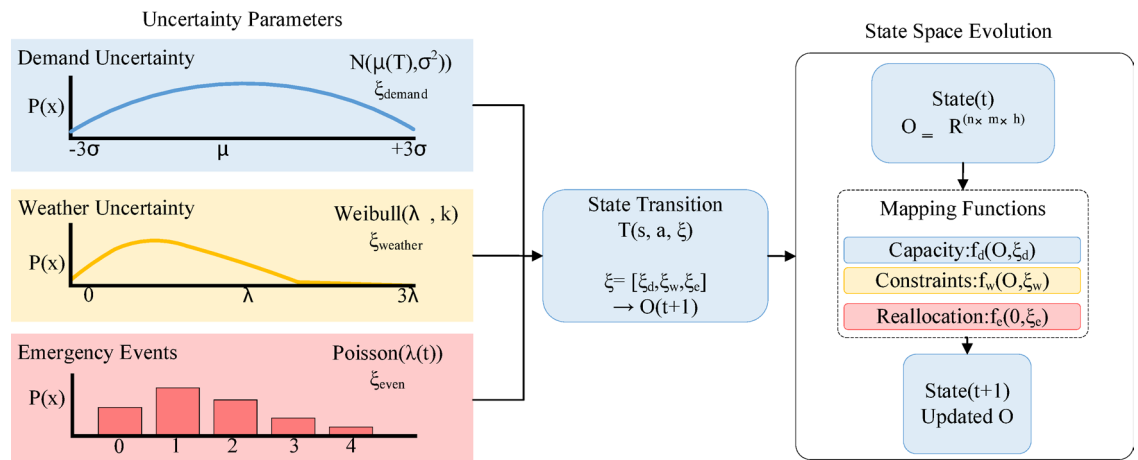 Uncertainty Parameters
Demand Uncertainty
N(μ(T),σ²))
ξdemand
P(x)
-3σ μ +3σ
Weather Uncertainty
Weibull(λ , k)
ξweather
P(x)
0 λ 3λ
Emergency Events
Poisson(λ(t))
ξeven
P(x)
0 1 2 3 4
State Transition
T(s, a, ξ)
ξ= [ξd,ξw,ξe]
→ O(t+1)
State Space Evolution
State(t)
O = R(n× m× h)
Mapping Functions
Capacity:fd(O,ξd)
Constraints:fw(O,ξw)
Reallocation:fe(0,ξe)
State(t+1)
Updated O